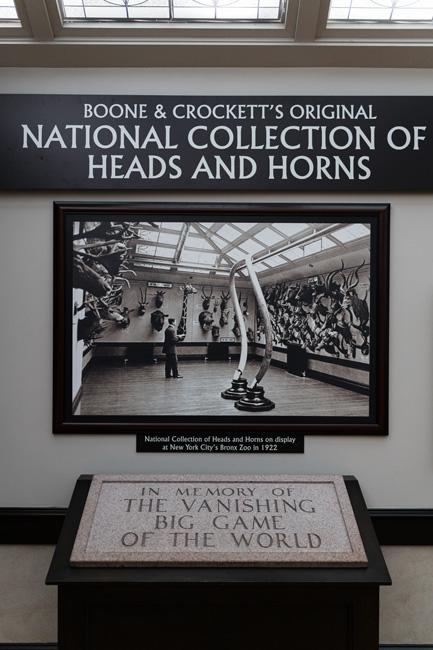 BOONE & CROCKETT'S ORIGINAL
NATIONAL COLLECTION OF
HEADS AND HORNS
National Collection of Heads and Horns on display
at New York City's Bronx Zoo in 1922
IN MEMORY OF
THE VANISHING
BIG GAME
OF THE WORLD